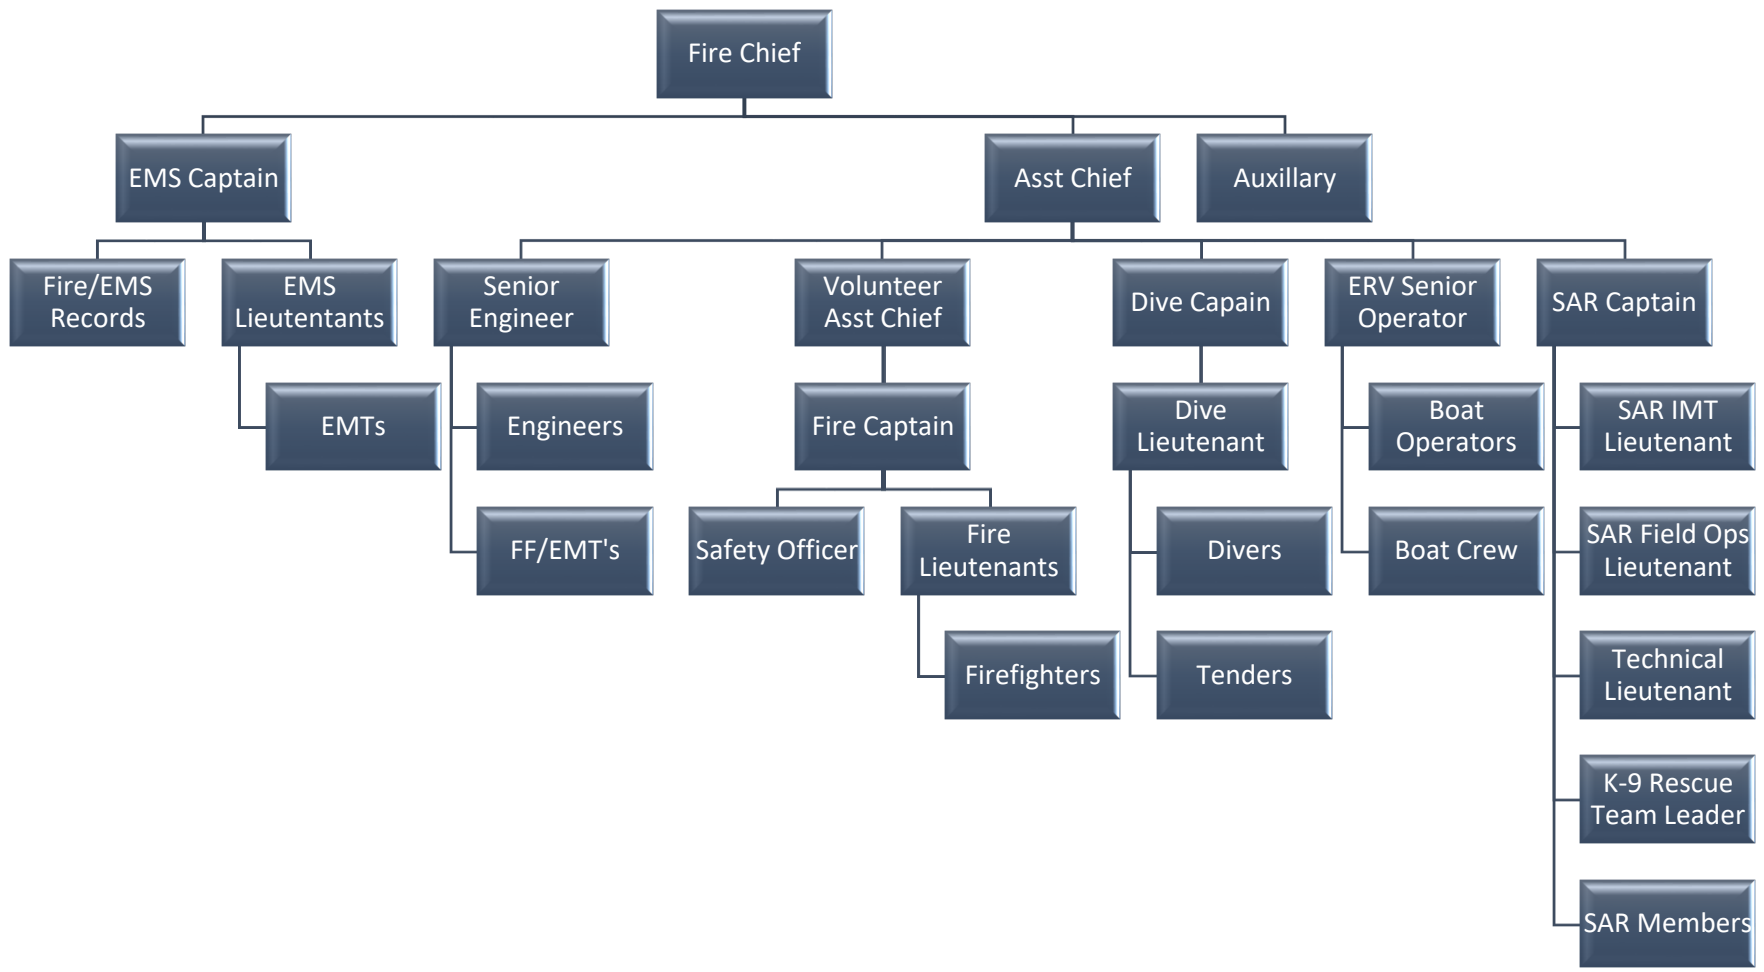 Fire Chief
EMS Captain
Asst Chief
Auxillary
Fire/EMS
Records
EMS
Lieutentants
Senior
Engineer
Volunteer
Asst Chief
Dive Capain
ERV Senior
Operator
SAR Captain
EMTs
Engineers
Fire Captain
Dive
Lieutenant
Boat
Operators
SAR IMT
Lieutenant
FF/EMT's
Safety Officer
Fire
Lieutenants
Divers
Boat Crew
SAR Field Ops
Lieutenant
Firefighters
Tenders
Technical
Lieutenant
K-9 Rescue
Team Leader
SAR Members